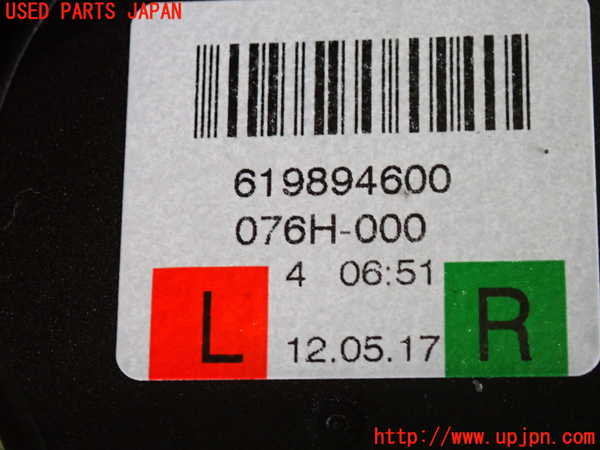 USED PARTS JAPAN
619894600
076H-000
4 06:51
L
12.05.17
R
http://www.upjpn.com/